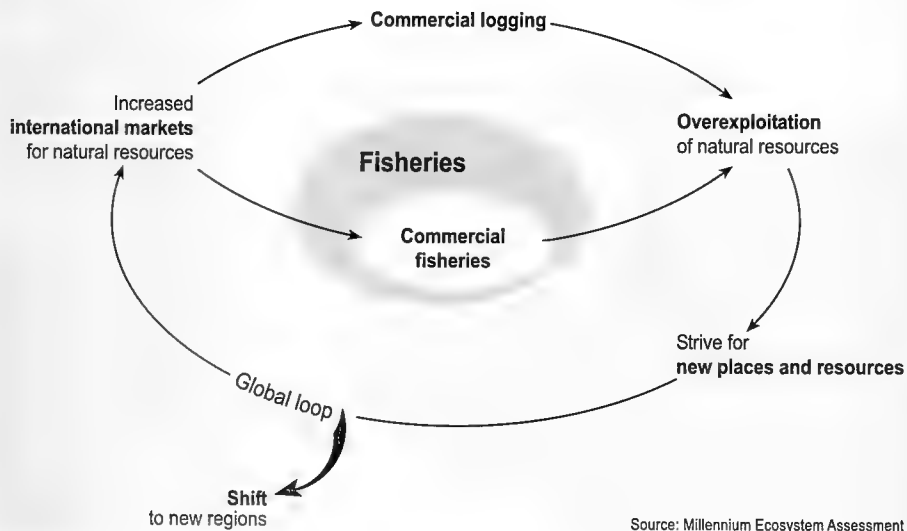 Commercial logging
Increased
international markets
for natural resources
Overexploitation
of natural resources
Fisheries
Commercial
fisheries
Strive for
new places and resources
Global loop
Shift
to new regions
Source: Millennium Ecosystem Assessment